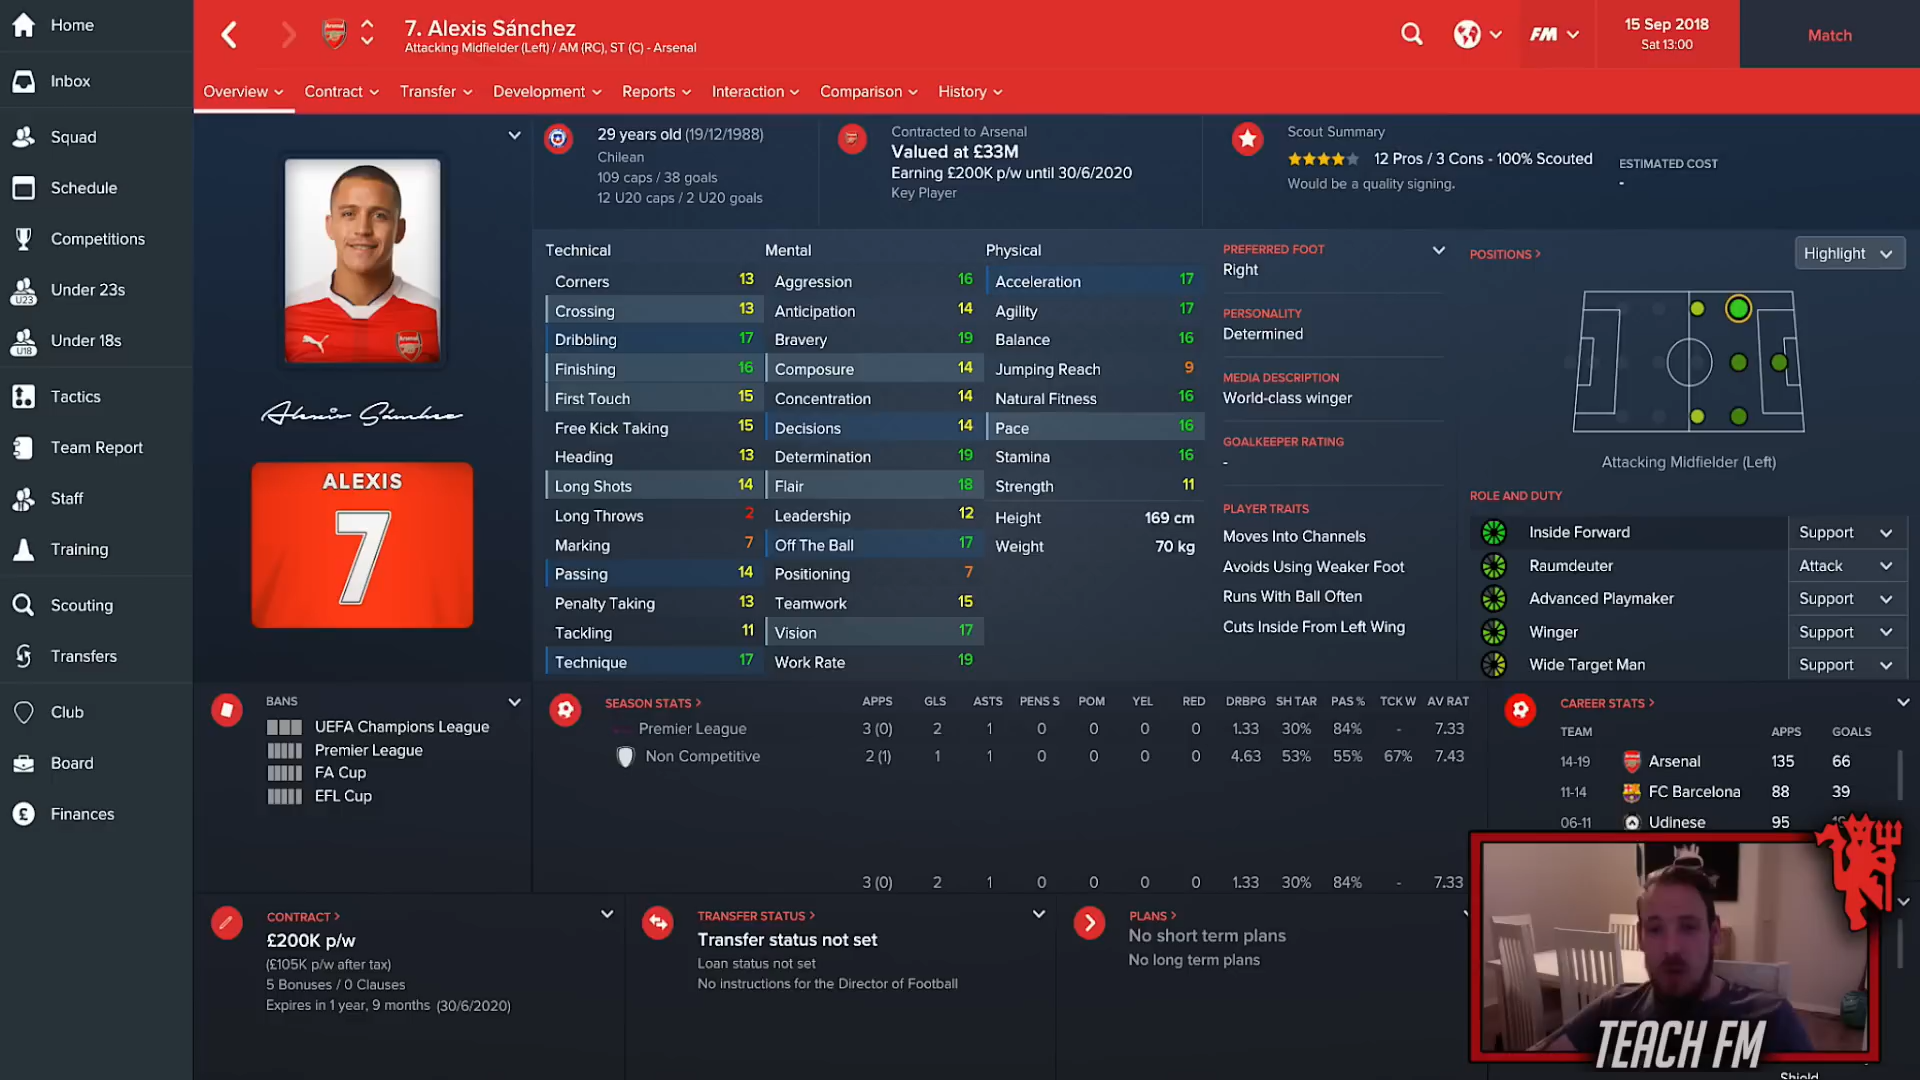 Home
Inbox
Squad
Schedule
Competitions
Under 23s
U23
Under 18s
U18
Tactics
Team Report
Staff
Training
Scouting
Transfers
Club
Board
Finances
7. Alexis Sánchez
Attacking Midfielder (Left) / AM (RC), ST (C) - Arsenal
FM
15 Sep 2018
Sat 13:00
Match
Overview Contract Transfer Development Reports Interaction Comparison History
Alexis Sánchez
ALEXIS
7
29 years old (19/12/1988)
Chilean
109 caps / 38 goals
12 U20 caps / 2 U20 goals
Contracted to Arsenal
Valued at £33M
Earning £200K p/w until 30/6/2020
Key Player
Scout Summary
12 Pros / 3 Cons - 100% Scouted
Would be a quality signing.
ESTIMATED COST
-
Technical
Corners 13
Crossing 13
Dribbling 17
Finishing 16
First Touch 15
Free Kick Taking 15
Heading 13
Long Shots 14
Long Throws 2
Marking 7
Passing 14
Penalty Taking 13
Tackling 11
Technique 17
Mental
Aggression 16
Anticipation 14
Bravery 19
Composure 14
Concentration 14
Decisions 14
Determination 19
Flair 18
Leadership 12
Off The Ball 17
Positioning 7
Teamwork 15
Vision 17
Work Rate 19
Physical
Acceleration 17
Agility 17
Balance 16
Jumping Reach 9
Natural Fitness 16
Pace 16
Stamina 16
Strength 11
Height 169 cm
Weight 70 kg
PREFERRED FOOT
Right
PERSONALITY
Determined
MEDIA DESCRIPTION
World-class winger
GOALKEEPER RATING
-
PLAYER TRAITS
Moves Into Channels
Avoids Using Weaker Foot
Runs With Ball Often
Cuts Inside From Left Wing
POSITIONS >
Highlight
Attacking Midfielder (Left)
ROLE AND DUTY
Inside Forward Support
Raumdeuter Attack
Advanced Playmaker Support
Winger Support
Wide Target Man Support
BANS
UEFA Champions League
Premier League
FA Cup
EFL Cup
SEASON STATS > APPS GLS ASTS PENS S POM YEL RED DRBPG SH TAR PAS % TCK W AV RAT
Premier League 3 (0) 2 1 0 0 0 0 1.33 30% 84% - 7.33
Non Competitive 2 (1) 1 1 0 0 0 0 4.63 53% 55% 67% 7.43
3 (0) 2 1 0 0 0 0 1.33 30% 84% - 7.33
CAREER STATS >
TEAM APPS GOALS
14-19 Arsenal 135 66
11-14 FC Barcelona 88 39
06-11 Udinese 95
CONTRACT >
£200K p/w
(£105K p/w after tax)
5 Bonuses / 0 Clauses
Expires in 1 year, 9 months (30/6/2020)
TRANSFER STATUS >
Transfer status not set
Loan status not set
No instructions for the Director of Football
PLANS >
No short term plans
No long term plans
TEACH FM